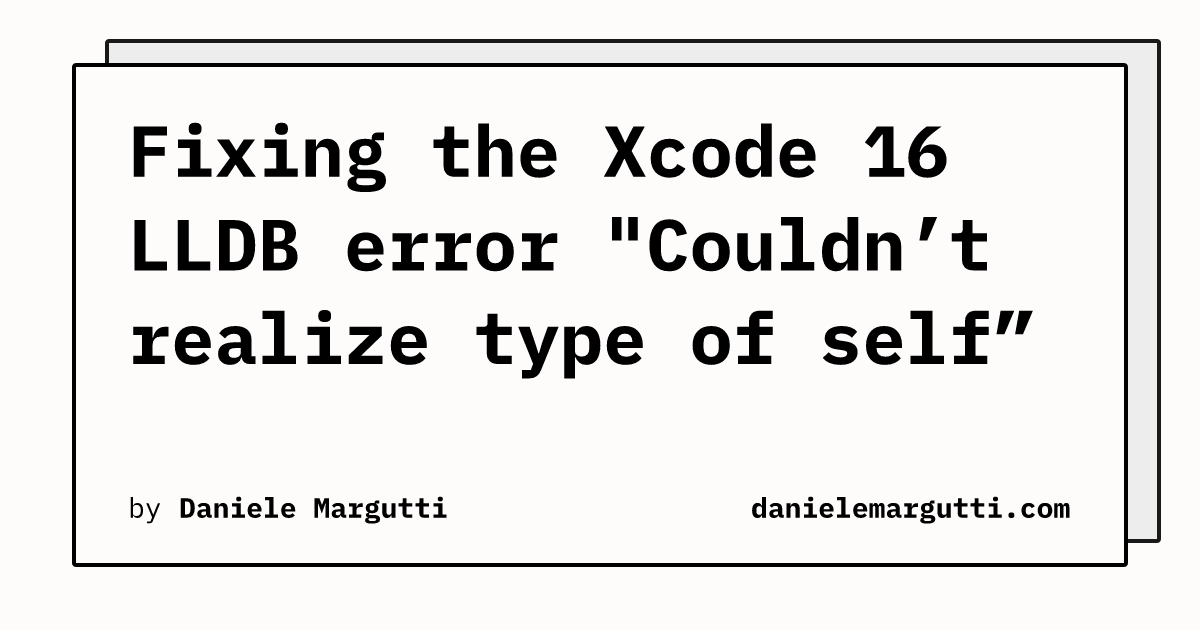 Fixing the Xcode 16
LLDB error "Couldn’t
realize type of self”
by Daniele Margutti
danielemargutti.com